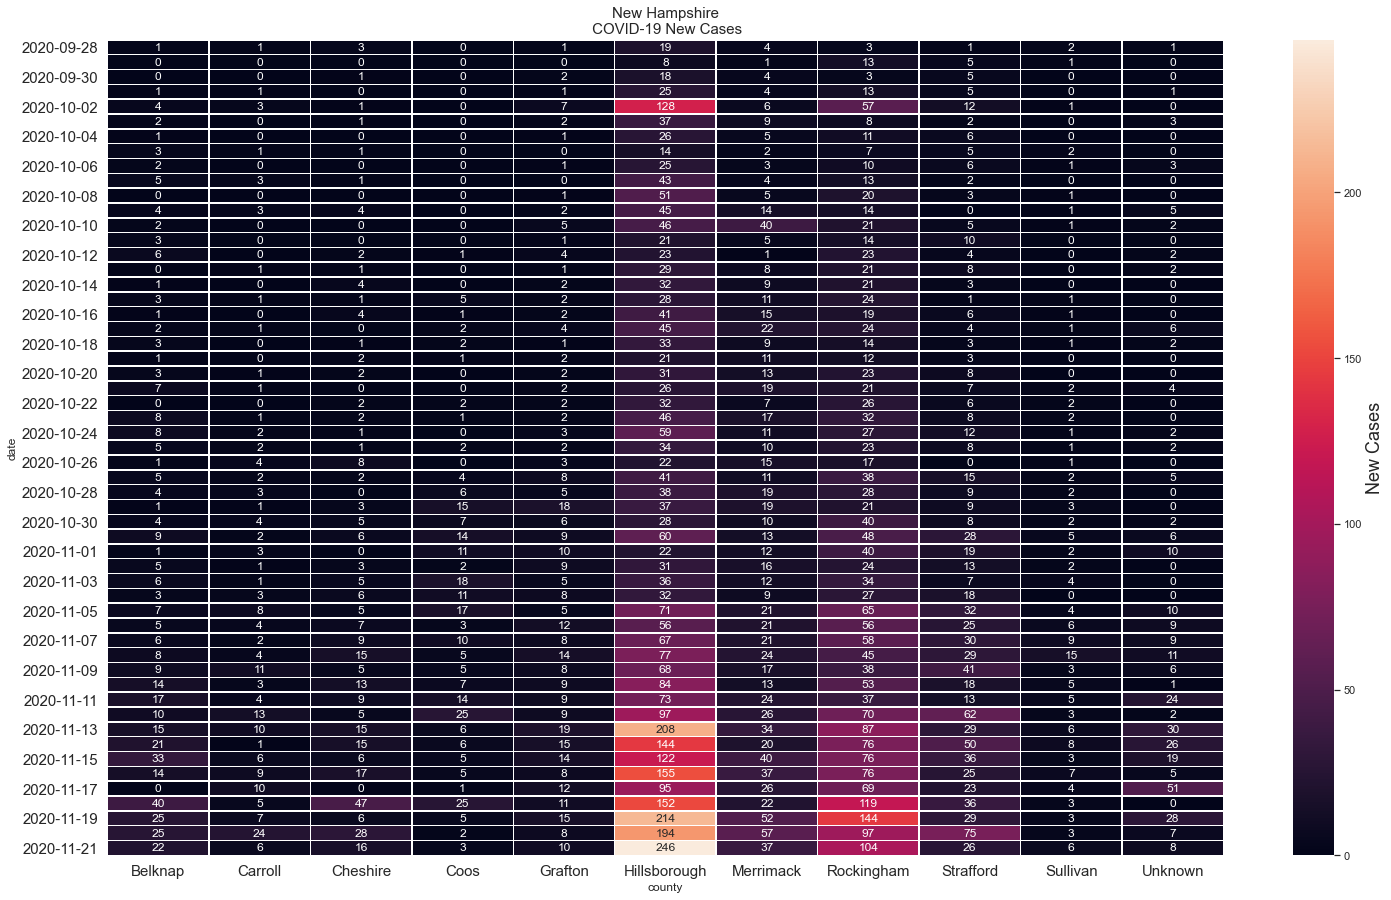 New Hampshire
COVID-19 New Cases
2020-09-28 1 1 3 0 1 19 4 3 1 2 1
0 0 0 0 0 8 1 13 5 1 0
2020-09-30 0 0 1 0 2 18 4 3 5 0 0
1 1 0 0 1 25 4 13 5 0 1
2020-10-02 4 3 1 0 7 128 6 57 12 1 0
2 0 1 0 2 37 9 8 2 0 3
2020-10-04 1 0 0 0 1 26 5 11 6 0 0
3 1 1 0 0 14 2 7 5 2 0
2020-10-06 2 0 0 0 1 25 3 10 6 1 3
5 3 1 0 0 43 4 13 2 0 0
2020-10-08 0 0 0 0 1 51 5 20 3 0 0
4 3 4 0 2 45 14 14 0 1 5
2020-10-10 2 0 0 0 5 46 40 21 5 1 2
3 0 0 0 1 21 5 14 10 0 0
2020-10-12 6 0 2 1 4 23 1 23 4 0 2
0 1 1 0 1 29 8 21 8 0 2
2020-10-14 1 0 4 0 2 32 9 21 3 0 0
3 1 1 5 2 28 11 24 1 1 0
2020-10-16 1 0 4 1 2 41 15 19 6 1 0
2 1 0 2 4 45 22 24 4 1 6
2020-10-18 3 0 1 2 1 33 9 14 3 1 2
1 0 2 1 2 21 11 12 3 0 0
2020-10-20 3 1 2 0 2 31 13 23 8 0 0
7 1 0 0 2 26 19 21 7 2 4
2020-10-22 0 0 2 2 2 32 7 26 6 2 0
8 1 2 1 2 46 17 32 8 2 0
2020-10-24 8 2 1 0 3 59 11 27 12 1 2
5 2 1 2 2 34 10 23 8 1 2
2020-10-26 1 4 8 0 3 22 15 17 0 1 0
5 2 2 4 8 41 11 38 15 2 5
2020-10-28 4 3 0 6 5 38 19 28 9 2 0
1 1 3 15 18 37 19 21 9 3 0
2020-10-30 4 4 5 7 6 28 10 40 8 2 2
9 2 6 14 9 60 13 48 28 5 6
2020-11-01 1 3 0 11 10 22 12 40 19 2 10
5 1 3 2 9 31 16 24 13 2 0
2020-11-03 6 1 5 18 5 36 12 34 7 4 0
3 3 6 11 8 32 9 27 18 0 0
2020-11-05 7 8 5 17 5 71 21 65 32 4 10
5 4 7 3 12 56 21 56 25 6 9
2020-11-07 6 2 9 10 8 67 21 58 30 9 9
8 4 15 5 14 77 24 45 29 15 11
2020-11-09 9 11 5 5 8 68 17 38 41 3 6
14 3 13 7 9 84 13 53 18 5 1
2020-11-11 17 4 9 14 9 73 24 37 13 5 24
10 13 5 25 9 97 26 70 62 3 2
2020-11-13 15 10 15 6 19 208 34 87 29 6 30
21 1 15 6 15 144 20 76 50 8 26
2020-11-15 33 6 6 5 14 122 40 76 36 3 19
14 9 17 5 8 155 37 76 25 7 5
2020-11-17 0 10 0 1 12 95 26 69 23 4 51
40 5 47 25 11 152 22 119 36 3 0
2020-11-19 25 7 6 5 15 214 52 144 29 3 28
25 24 28 2 8 194 57 97 75 3 7
2020-11-21 22 6 16 3 10 246 37 104 26 6 8
Belknap Carroll Cheshire Coos Grafton Hillsborough Merrimack Rockingham Strafford Sullivan Unknown
county
date
200
150
100
50
0
New Cases